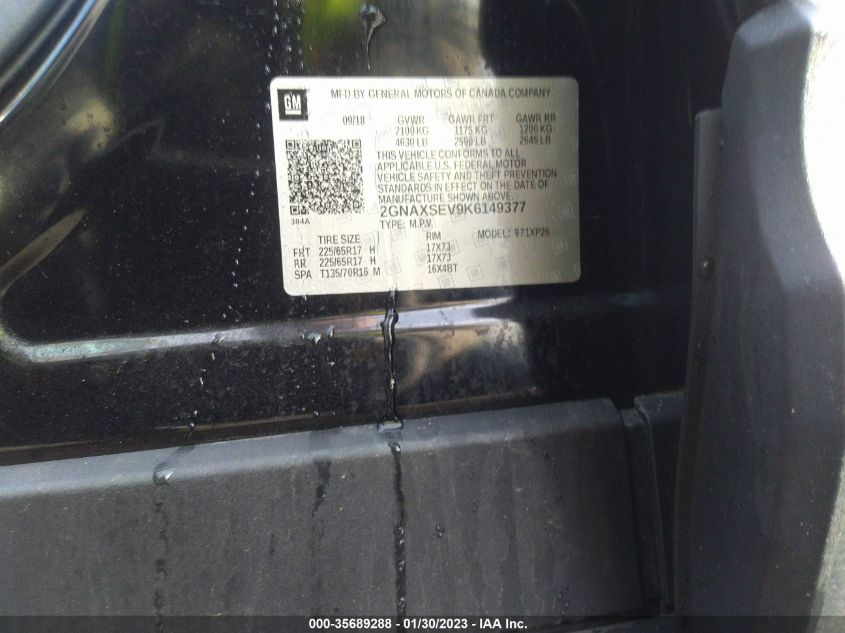 GM
MFD BY GENERAL MOTORS OF CANADA COMPANY
09/18 GVWR GAWR FRT GAWR RR
2100 KG 1175 KG 1200 KG
4630 LB 2590 LB 2645 LB
THIS VEHICLE CONFORMS TO ALL
APPLICABLE U.S. FEDERAL MOTOR
VEHICLE SAFETY AND THEFT PREVENTION
STANDARDS IN EFFECT ON THE DATE OF
MANUFACTURE SHOWN ABOVE.
2GNAXSEV9K6149377
384A
TYPE: M.P.V. MODEL: 971XP26
TIRE SIZE RIM
FRT 225/65R17 H 17X7J
RR 225/65R17 H 17X7J
SPA T135/70R16 M 16X4BT
000-35689288 - 01/30/2023 - IAA Inc.